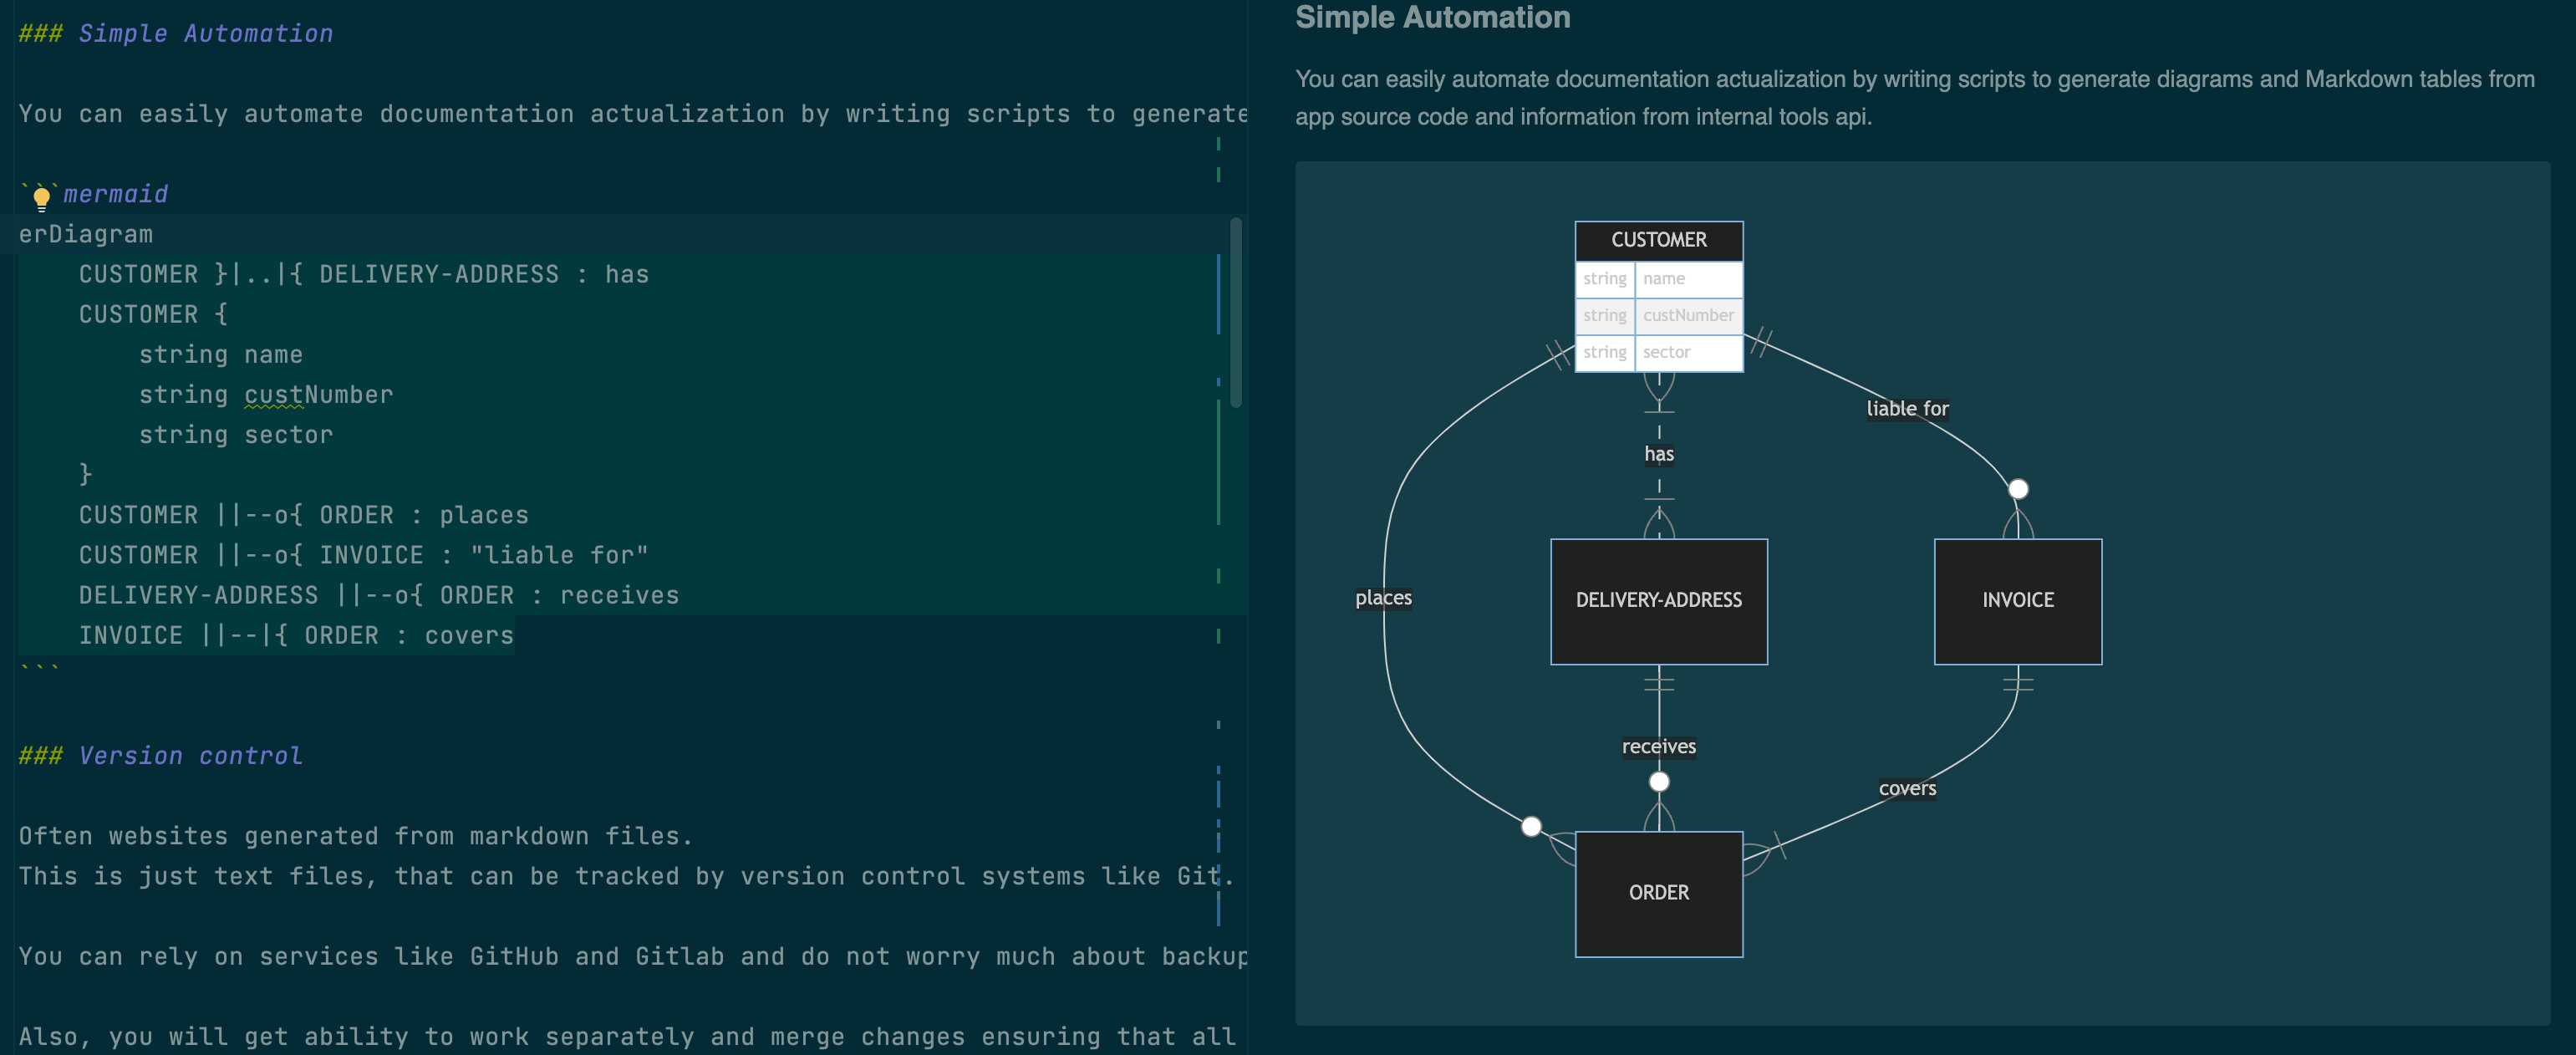 ### Simple Automation
You can easily automate documentation actualization by writing scripts to generate
```mermaid
erDiagram
    CUSTOMER }|..|{ DELIVERY-ADDRESS : has
    CUSTOMER {
        string name
        string custNumber
        string sector
    }
    CUSTOMER ||--o{ ORDER : places
    CUSTOMER ||--o{ INVOICE : "liable for"
    DELIVERY-ADDRESS ||--o{ ORDER : receives
    INVOICE ||--|{ ORDER : covers
```
### Version control
Often websites generated from markdown files.
This is just text files, that can be tracked by version control systems like Git.
You can rely on services like GitHub and Gitlab and do not worry much about backup
Also, you will get ability to work separately and merge changes ensuring that all
Simple Automation
You can easily automate documentation actualization by writing scripts to generate diagrams and Markdown tables from
app source code and information from internal tools api.
CUSTOMER
string name
string custNumber
string sector
liable for
has
places
DELIVERY-ADDRESS
INVOICE
receives
covers
ORDER